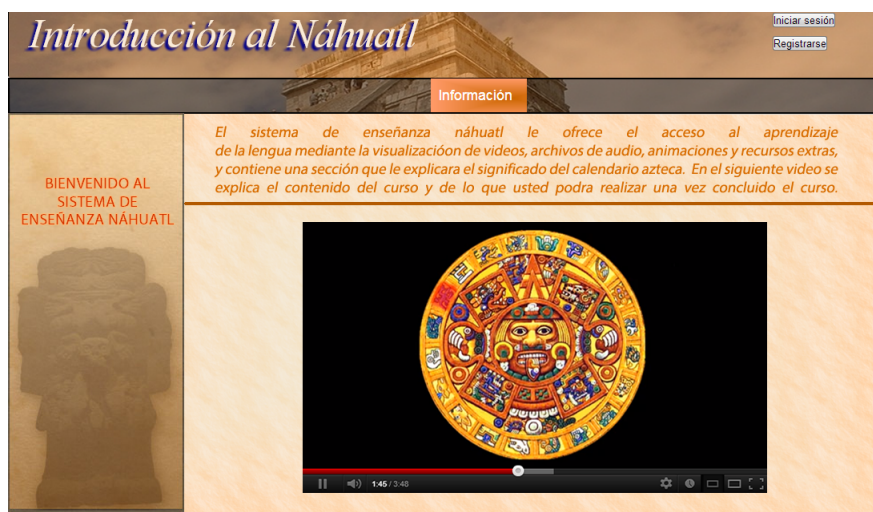 Introducción al Náhuatl
Iniciar sesión
Registrarse
Información
BIENVENIDO AL
SISTEMA DE
ENSEÑANZA NÁHUATL
El sistema de enseñanza náhuatl le ofrece el acceso al aprendizaje
de la lengua mediante la visualizacióon de videos, archivos de audio, animaciones y recursos extras,
y contiene una sección que le explicara el significado del calendario azteca. En el siguiente video se
explica el contenido del curso y de lo que usted podra realizar una vez concluido el curso.
1:45 / 3:48